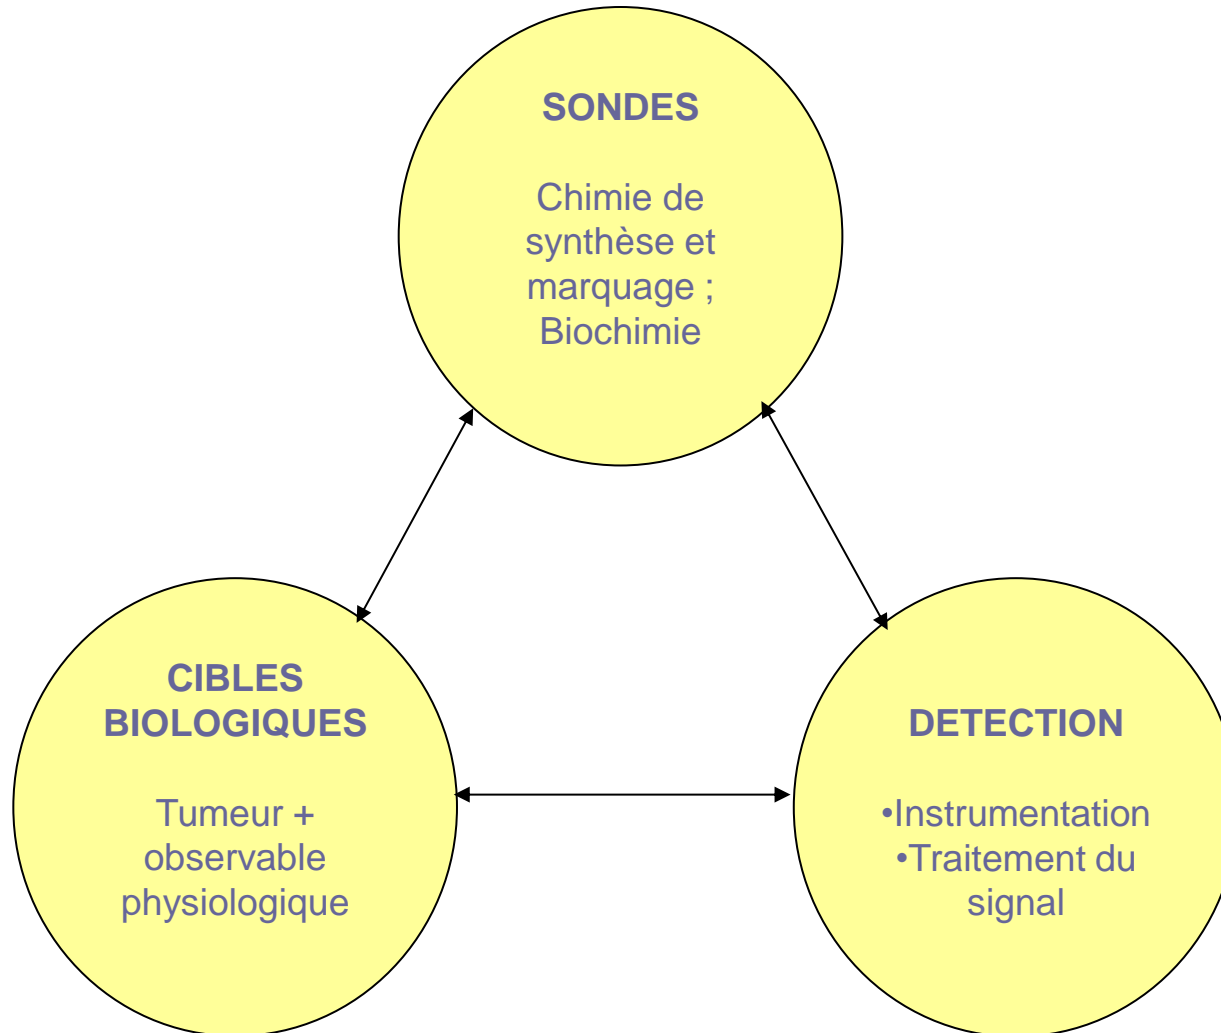 SONDES
Chimie de
synthèse et
marquage ;
Biochimie
CIBLES
BIOLOGIQUES
Tumeur +
observable
physiologique
DETECTION
•Instrumentation
•Traitement du
signal